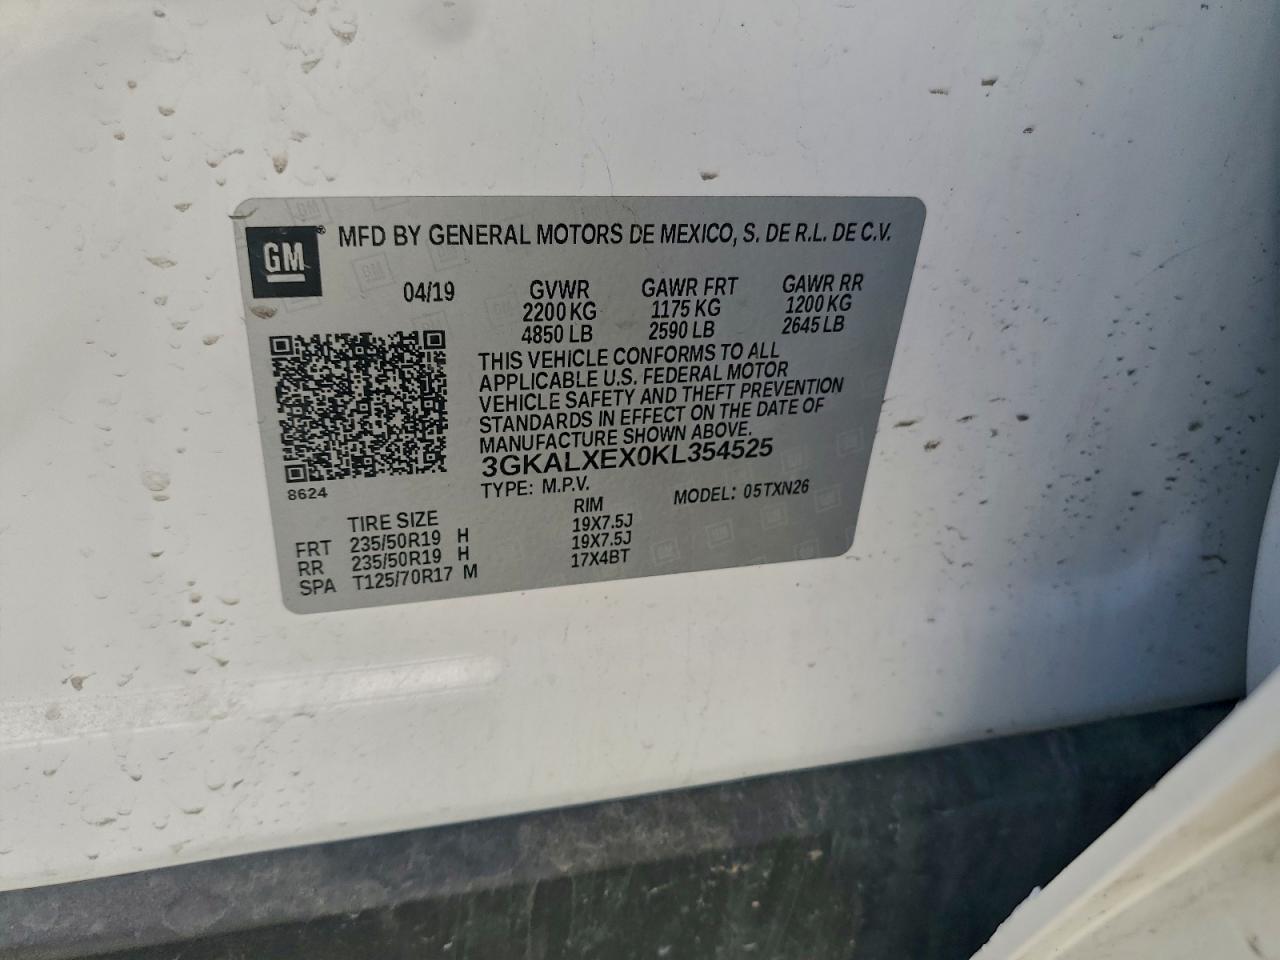 GM
MFD BY GENERAL MOTORS DE MEXICO, S. DE R.L. DE C.V.
04/19 GVWR GAWR FRT GAWR RR
2200 KG 1175 KG 1200 KG
4850 LB 2590 LB 2645 LB
THIS VEHICLE CONFORMS TO ALL
APPLICABLE U.S. FEDERAL MOTOR
VEHICLE SAFETY AND THEFT PREVENTION
STANDARDS IN EFFECT ON THE DATE OF
MANUFACTURE SHOWN ABOVE.
3GKALXEX0KL354525
8624
TYPE: M.P.V. MODEL: 05TXN26
TIRE SIZE RIM
FRT 235/50R19 H 19X7.5J
RR 235/50R19 H 19X7.5J
SPA T125/70R17 M 17X4BT